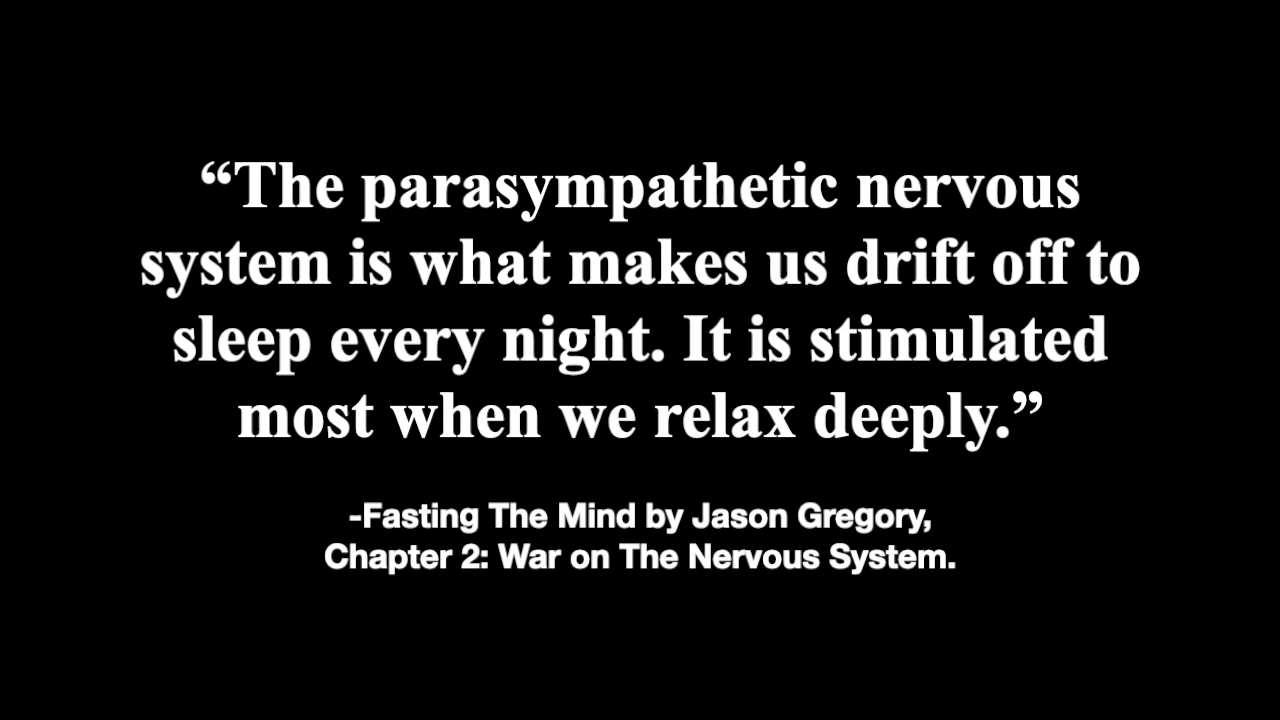 “The parasympathetic nervous
system is what makes us drift off to
sleep every night. It is stimulated
most when we relax deeply.”
-Fasting The Mind by Jason Gregory,
Chapter 2: War on The Nervous System.